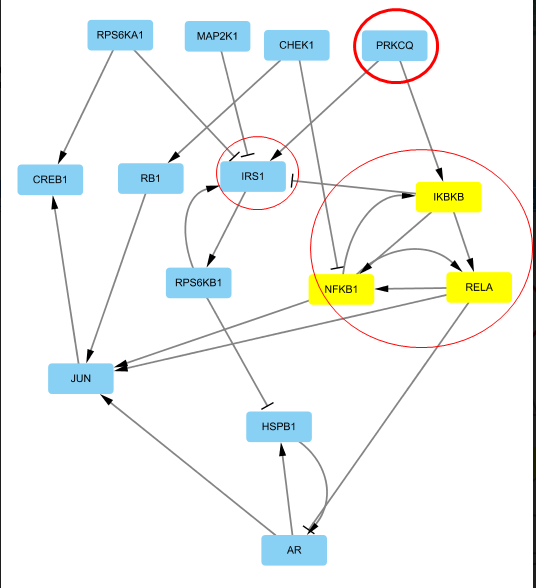 RPS6KA1
MAP2K1
CHEK1
PRKCQ
CREB1
RB1
IRS1
IKBKB
RPS6KB1
NFKB1
RELA
JUN
HSPB1
AR